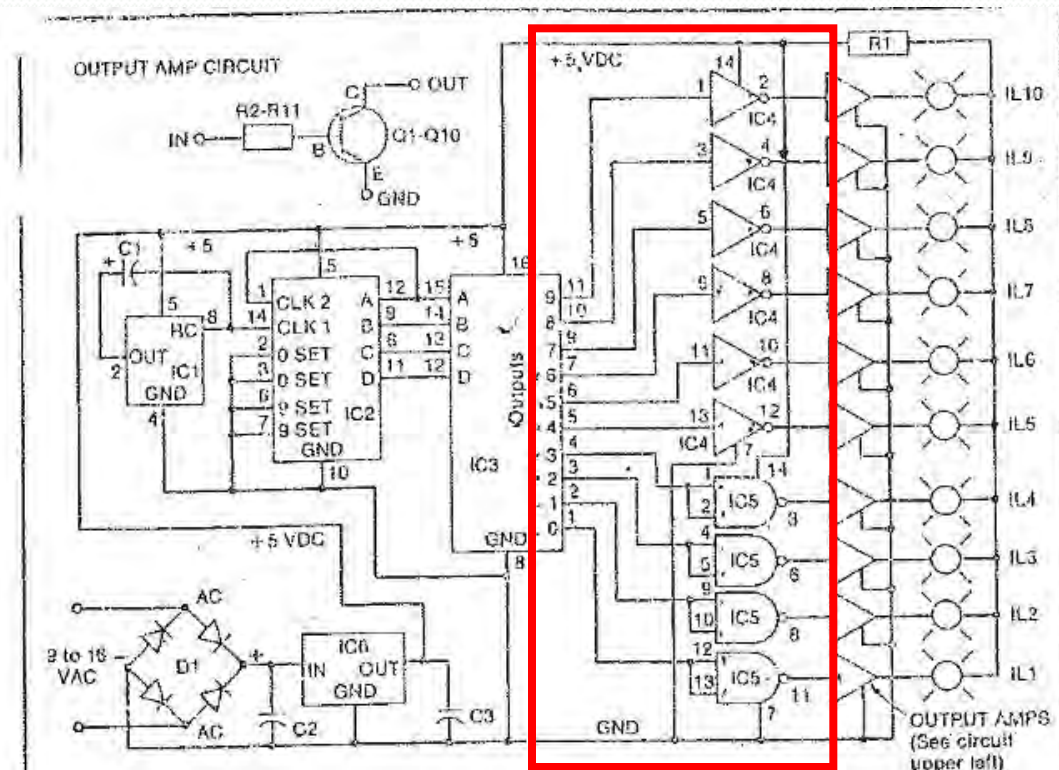 OUTPUT AMP CIRCUIT
C
OUT
R2-R11
IN
B
Q1-Q10
E
GND
+5 VDC
R1
14
1
2
IC4
IL10
3
4
IC4
IL9
5
6
IC4
IL8
9
8
IC4
IL7
11
10
IC4
IL6
13
12
IC4
IL5
17
14
1
2
IC5
3
IL4
4
5
IC5
6
IL3
9
10
IC5
8
IL2
12
13
IC5
11
IL1
7
C1
+
+5
5
RC
8
OUT
2
IC1
GND
4
5
1
CLK 2
14
CLK 1
2
0 SET
3
0 SET
6
9 SET
7
9 SET
IC2
GND
10
12
A
9
B
8
C
11
D
+5
16
15
A
14
B
13
C
12
D
IC3
Outputs
GND
8
9
11
8
10
7
9
6
7
5
6
4
5
3
4
2
3
1
2
0
1
+5 VDC
AC
9 to 16
VAC
D1
+
AC
IC6
IN
OUT
GND
C2
C3
GND
OUTPUT AMPS
(See circuit
upper left)